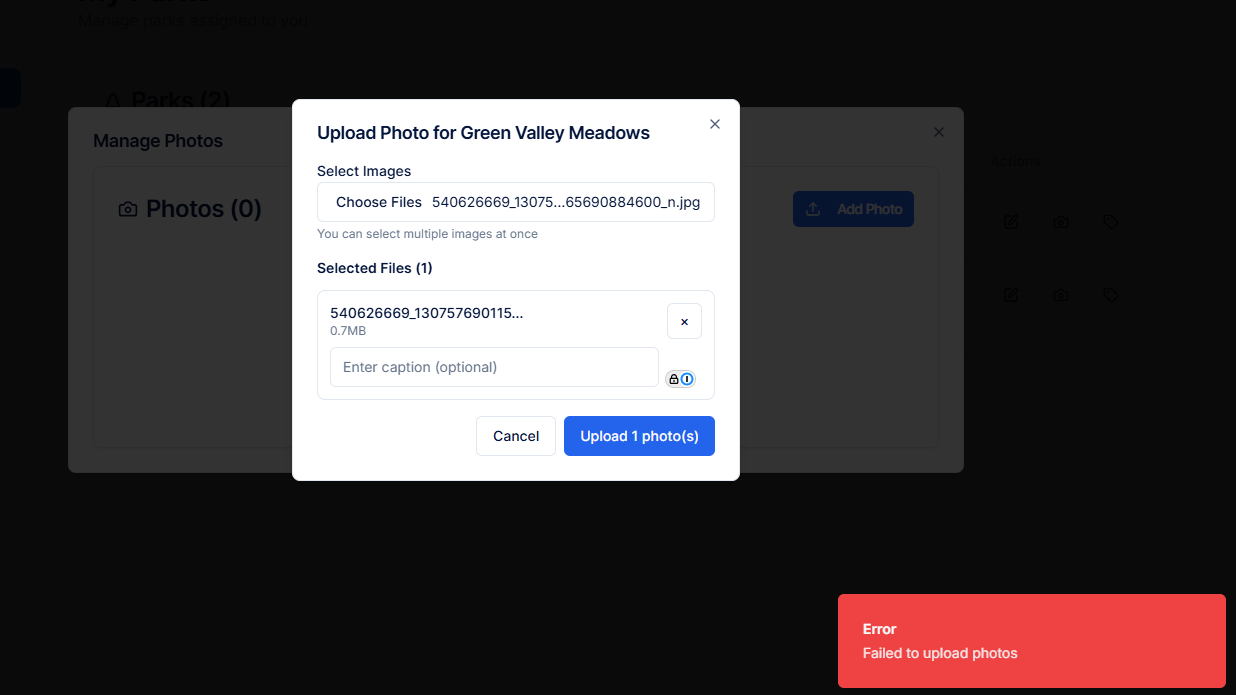 Manage parks assigned to you
Parks (2)
Manage Photos
Photos (0)
Add Photo
Actions
Upload Photo for Green Valley Meadows
Select Images
Choose Files 540626669_13075...65690884600_n.jpg
You can select multiple images at once
Selected Files (1)
540626669_130757690115...
0.7MB
Enter caption (optional)
Cancel
Upload 1 photo(s)
Error
Failed to upload photos